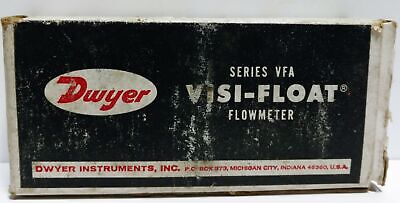 Dwyer
SERIES VFA
VISI-FLOAT®
FLOWMETER
DWYER INSTRUMENTS, INC. P.O. BOX 373, MICHIGAN CITY, INDIANA 46360, U.S.A.